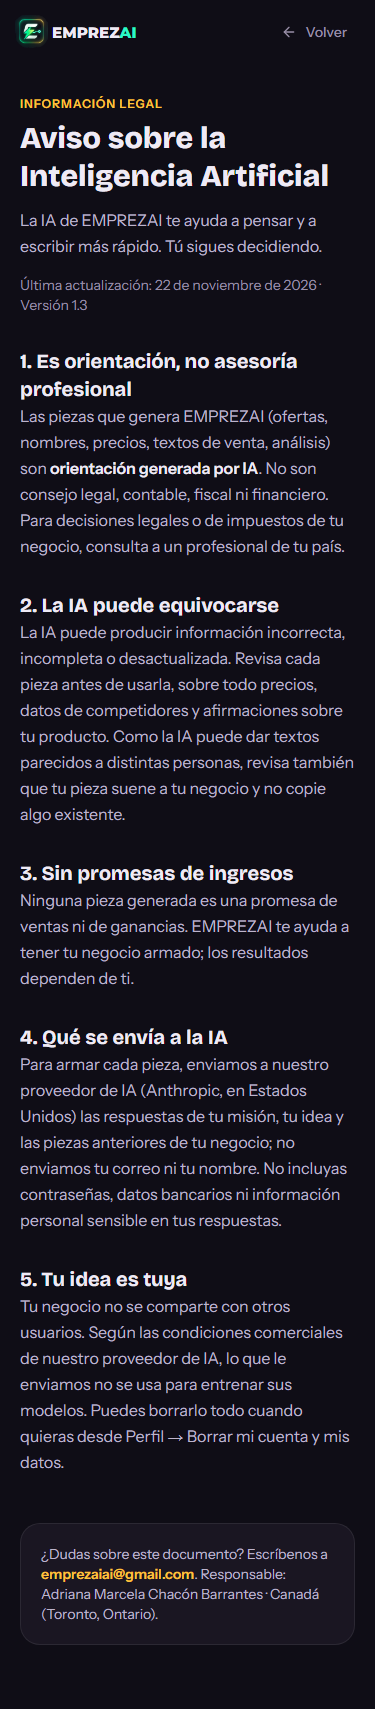 EMPREZAI
← Volver
INFORMACIÓN LEGAL
Aviso sobre la
Inteligencia Artificial
La IA de EMPREZAI te ayuda a pensar y a
escribir más rápido. Tú sigues decidiendo.
Última actualización: 22 de noviembre de 2026 ·
Versión 1.3
1. Es orientación, no asesoría
profesional
Las piezas que genera EMPREZAI (ofertas,
nombres, precios, textos de venta, análisis)
son orientación generada por IA. No son
consejo legal, contable, fiscal ni financiero.
Para decisiones legales o de impuestos de tu
negocio, consulta a un profesional de tu país.
2. La IA puede equivocarse
La IA puede producir información incorrecta,
incompleta o desactualizada. Revisa cada
pieza antes de usarla, sobre todo precios,
datos de competidores y afirmaciones sobre
tu producto. Como la IA puede dar textos
parecidos a distintas personas, revisa también
que tu pieza suene a tu negocio y no copie
algo existente.
3. Sin promesas de ingresos
Ninguna pieza generada es una promesa de
ventas ni de ganancias. EMPREZAI te ayuda a
tener tu negocio armado; los resultados
dependen de ti.
4. Qué se envía a la IA
Para armar cada pieza, enviamos a nuestro
proveedor de IA (Anthropic, en Estados
Unidos) las respuestas de tu misión, tu idea y
las piezas anteriores de tu negocio; no
enviamos tu correo ni tu nombre. No incluyas
contraseñas, datos bancarios ni información
personal sensible en tus respuestas.
5. Tu idea es tuya
Tu negocio no se comparte con otros
usuarios. Según las condiciones comerciales
de nuestro proveedor de IA, lo que le
enviamos no se usa para entrenar sus
modelos. Puedes borrarlo todo cuando
quieras desde Perfil → Borrar mi cuenta y mis
datos.
¿Dudas sobre este documento? Escríbenos a
emprezaiai@gmail.com. Responsable:
Adriana Marcela Chacón Barrantes · Canadá
(Toronto, Ontario).